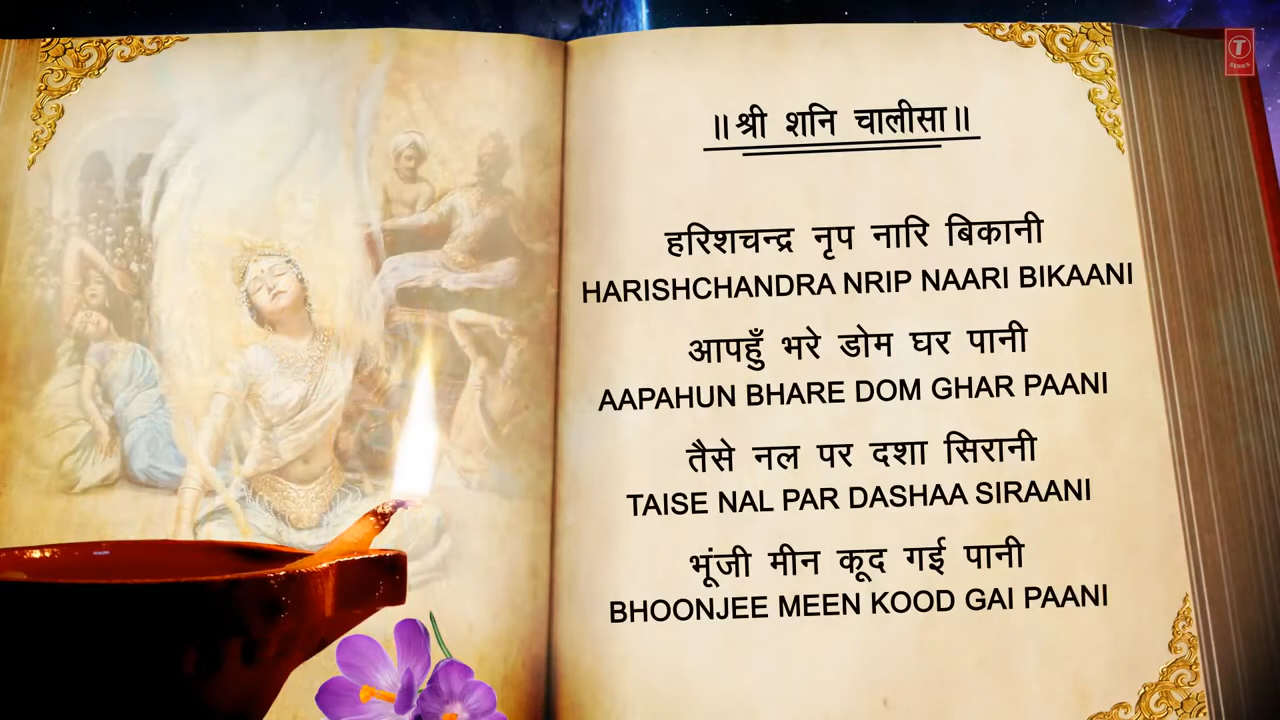 ॥ श्री शनि चालीसा ॥
हरिशचन्द्र नृप नारि बिकानी
HARISHCHANDRA NRIP NAARI BIKAANI
आपहुँ भरे डोम घर पानी
AAPAHUN BHARE DOM GHAR PAANI
तैसे नल पर दशा सिरानी
TAISE NAL PAR DASHAA SIRAANI
भूंजी मीन कूद गई पानी
BHOONJEE MEEN KOOD GAI PAANI
T SERIES